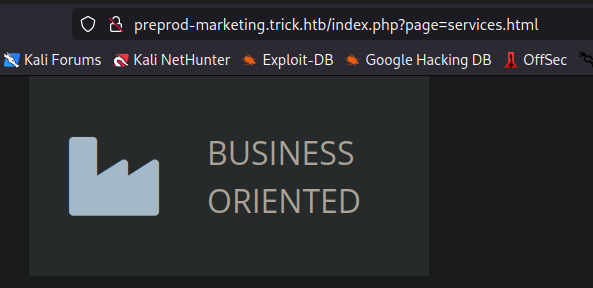 preprod-marketing.trick.htb/index.php?page=services.html
Kali Forums Kali NetHunter Exploit-DB Google Hacking DB OffSec
BUSINESS
ORIENTED